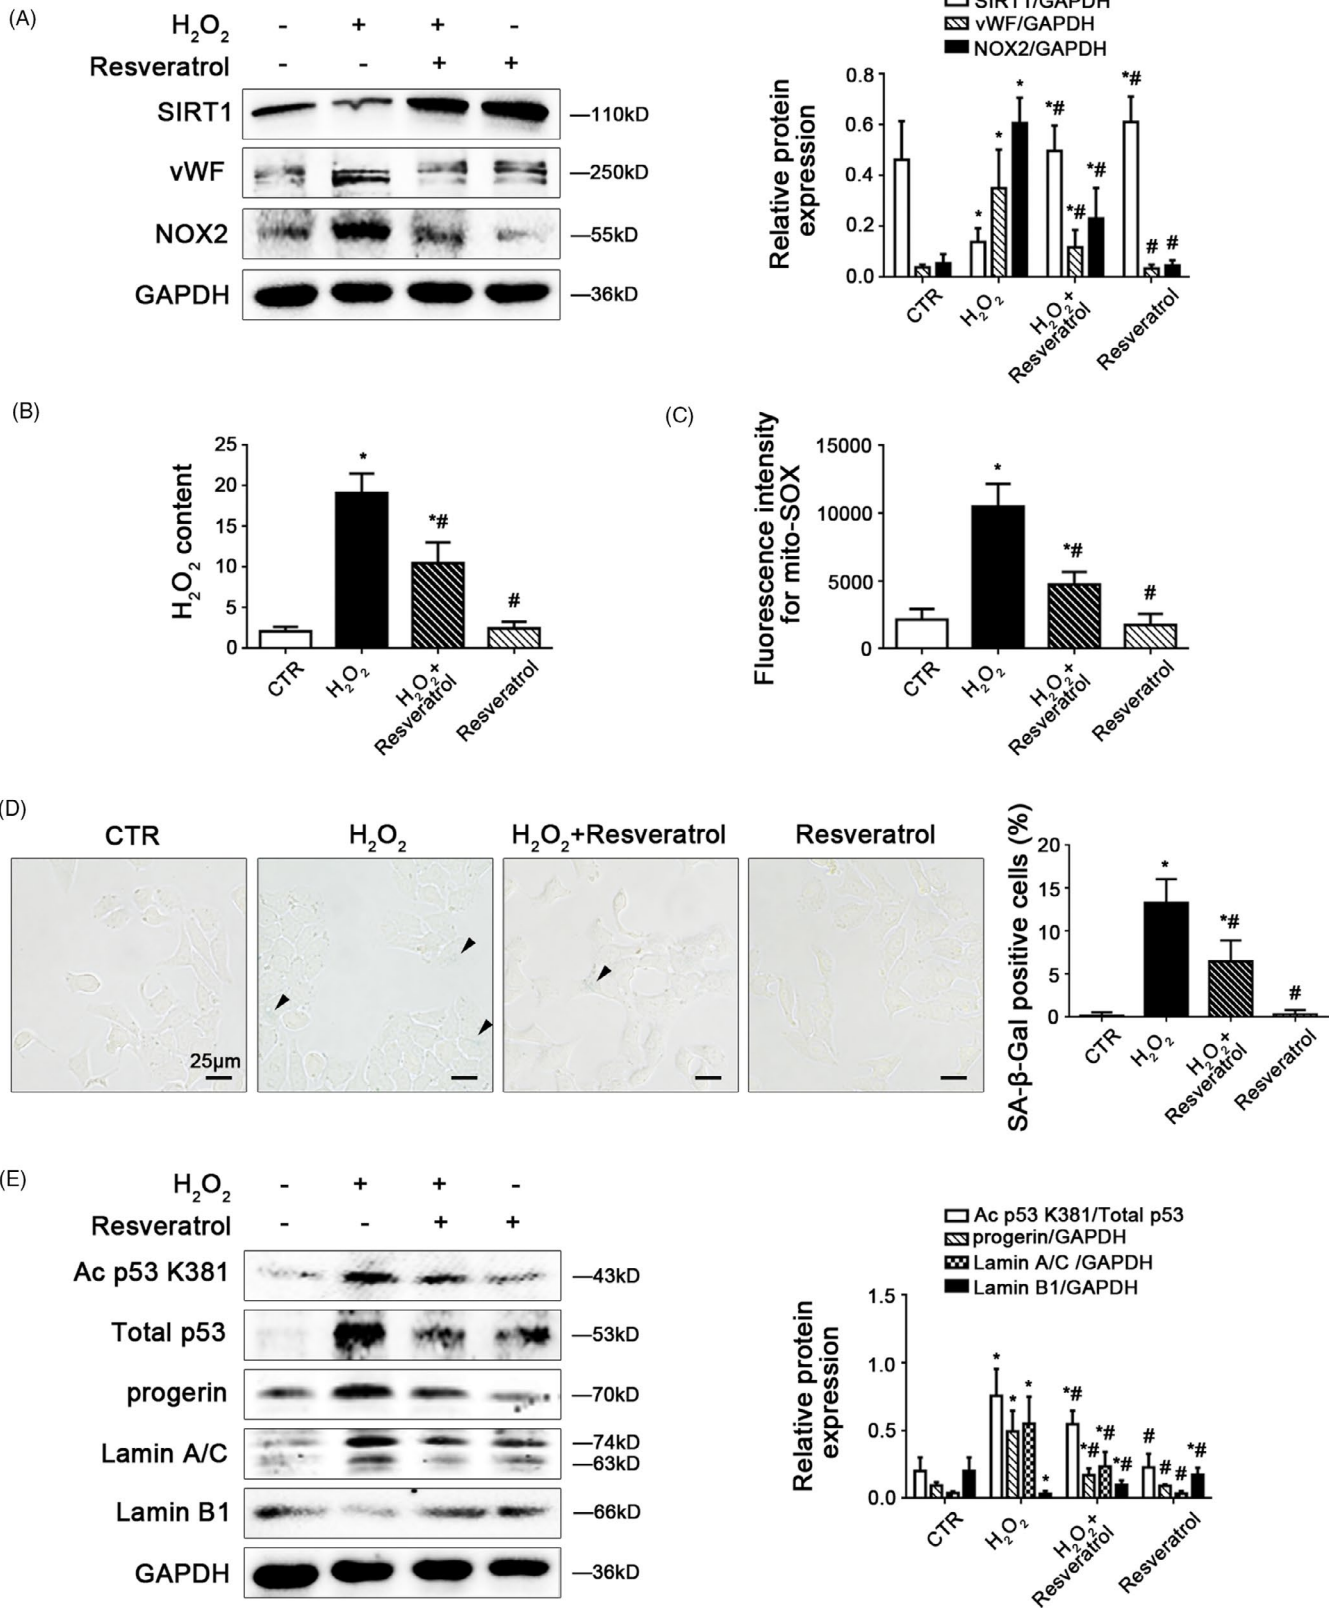 (A)
H₂O₂ - + + -
Resveratrol - - + +
SIRT1 —110kD
vWF —250kD
NOX2 —55kD
GAPDH —36kD
SIRT1/GAPDH
vWF/GAPDH
NOX2/GAPDH
Relative protein
expression
0.8
0.6
0.4
0.2
0.0
* * * *# *# *# *# # #
CTR
H₂O₂
H₂O₂+
Resveratrol
Resveratrol
(B)
H₂O₂ content
25
20
15
10
5
0
* *# #
CTR
H₂O₂
H₂O₂+
Resveratrol
Resveratrol
(C)
Fluorescence intensity
for mito-SOX
15000
10000
5000
0
* *# #
CTR
H₂O₂
H₂O₂+
Resveratrol
Resveratrol
(D)
CTR H₂O₂ H₂O₂+Resveratrol Resveratrol
25μm
SA-β-Gal positive cells (%)
20
15
10
5
0
* *# #
CTR
H₂O₂
H₂O₂+
Resveratrol
Resveratrol
(E)
H₂O₂ - + + -
Resveratrol - - + +
Ac p53 K381 —43kD
Total p53 —53kD
progerin —70kD
Lamin A/C —74kD
—63kD
Lamin B1 —66kD
GAPDH —36kD
Ac p53 K381/Total p53
progerin/GAPDH
Lamin A/C /GAPDH
Lamin B1/GAPDH
Relative protein
expression
1.5
1.0
0.5
0.0
* * * * *# *# *# *# # # # *#
CTR
H₂O₂
H₂O₂+
Resveratrol
Resveratrol